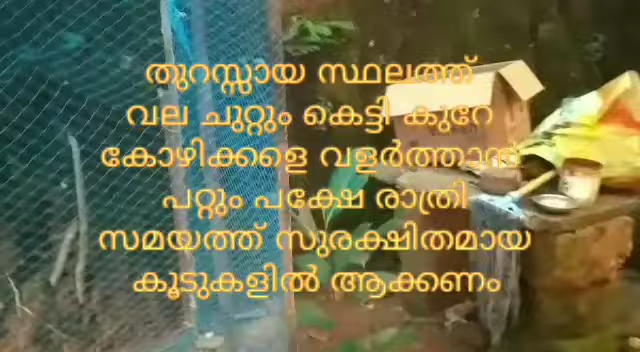 തുറസ്സായ സ്ഥലത്ത്
വല ചുറ്റും കെട്ടി കുറേ
കോഴിക്കളെ വളർത്താൻ
പറ്റും പക്ഷേ രാത്രി
സമയത്ത് സുരക്ഷിതമായ
കൂടുകളിൽ ആക്കണം